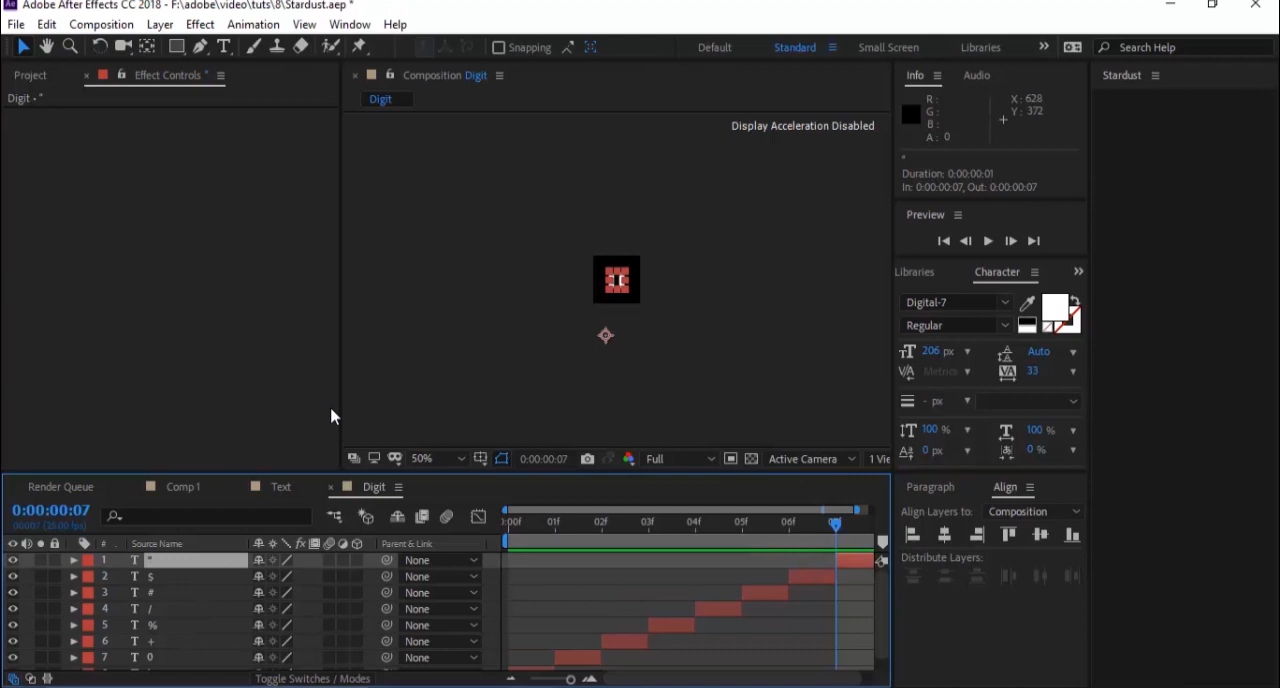 Adobe After Effects CC 2018 - F:\adobe\video\tuts\8\Stardust.aep *
File Edit Composition Layer Effect Animation View Window Help
Snapping Default Standard Small Screen Libraries Search Help
Project Effect Controls "
Digit • "
Composition Digit
Digit
Display Acceleration Disabled
50% 0:00:00:07 Full Active Camera 1 Vie
Info Audio
R : X : 628
G : Y : 372
B :
A : 0
"
Duration: 0:00:00:01
In: 0:00:00:07, Out: 0:00:00:07
Preview
Libraries Character
Digital-7
Regular
206 px Auto
Metrics 33
- px
100 % 100 %
0 px 0 %
Paragraph Align
Align Layers to: Composition
Distribute Layers:
Stardust
Render Queue Comp 1 Text Digit
0:00:00:07
00007 (25.00 fps)
:00f 01f 02f 03f 04f 05f 06f
# Source Name fx Parent & Link
1 T " None
2 T $ None
3 T # None
4 T / None
5 T % None
6 T + None
7 T 0 None
Toggle Switches / Modes